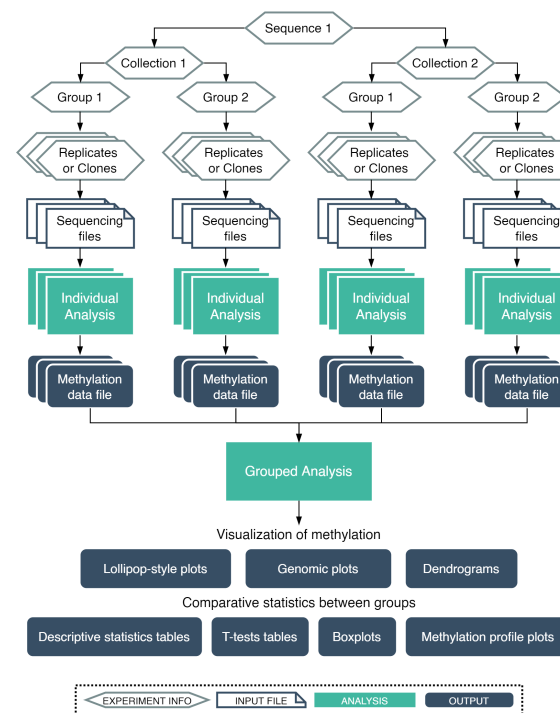 Sequence 1
Collection 1
Collection 2
Group 1
Group 2
Group 1
Group 2
Replicates
or Clones
Replicates
or Clones
Replicates
or Clones
Replicates
or Clones
Sequencing
files
Sequencing
files
Sequencing
files
Sequencing
files
Individual
Analysis
Individual
Analysis
Individual
Analysis
Individual
Analysis
Methylation
data file
Methylation
data file
Methylation
data file
Methylation
data file
Grouped Analysis
Visualization of methylation
Lollipop-style plots
Genomic plots
Dendrograms
Comparative statistics between groups
Descriptive statistics tables
T-tests tables
Boxplots
Methylation profile plots
EXPERIMENT INFO
INPUT FILE
ANALYSIS
OUTPUT